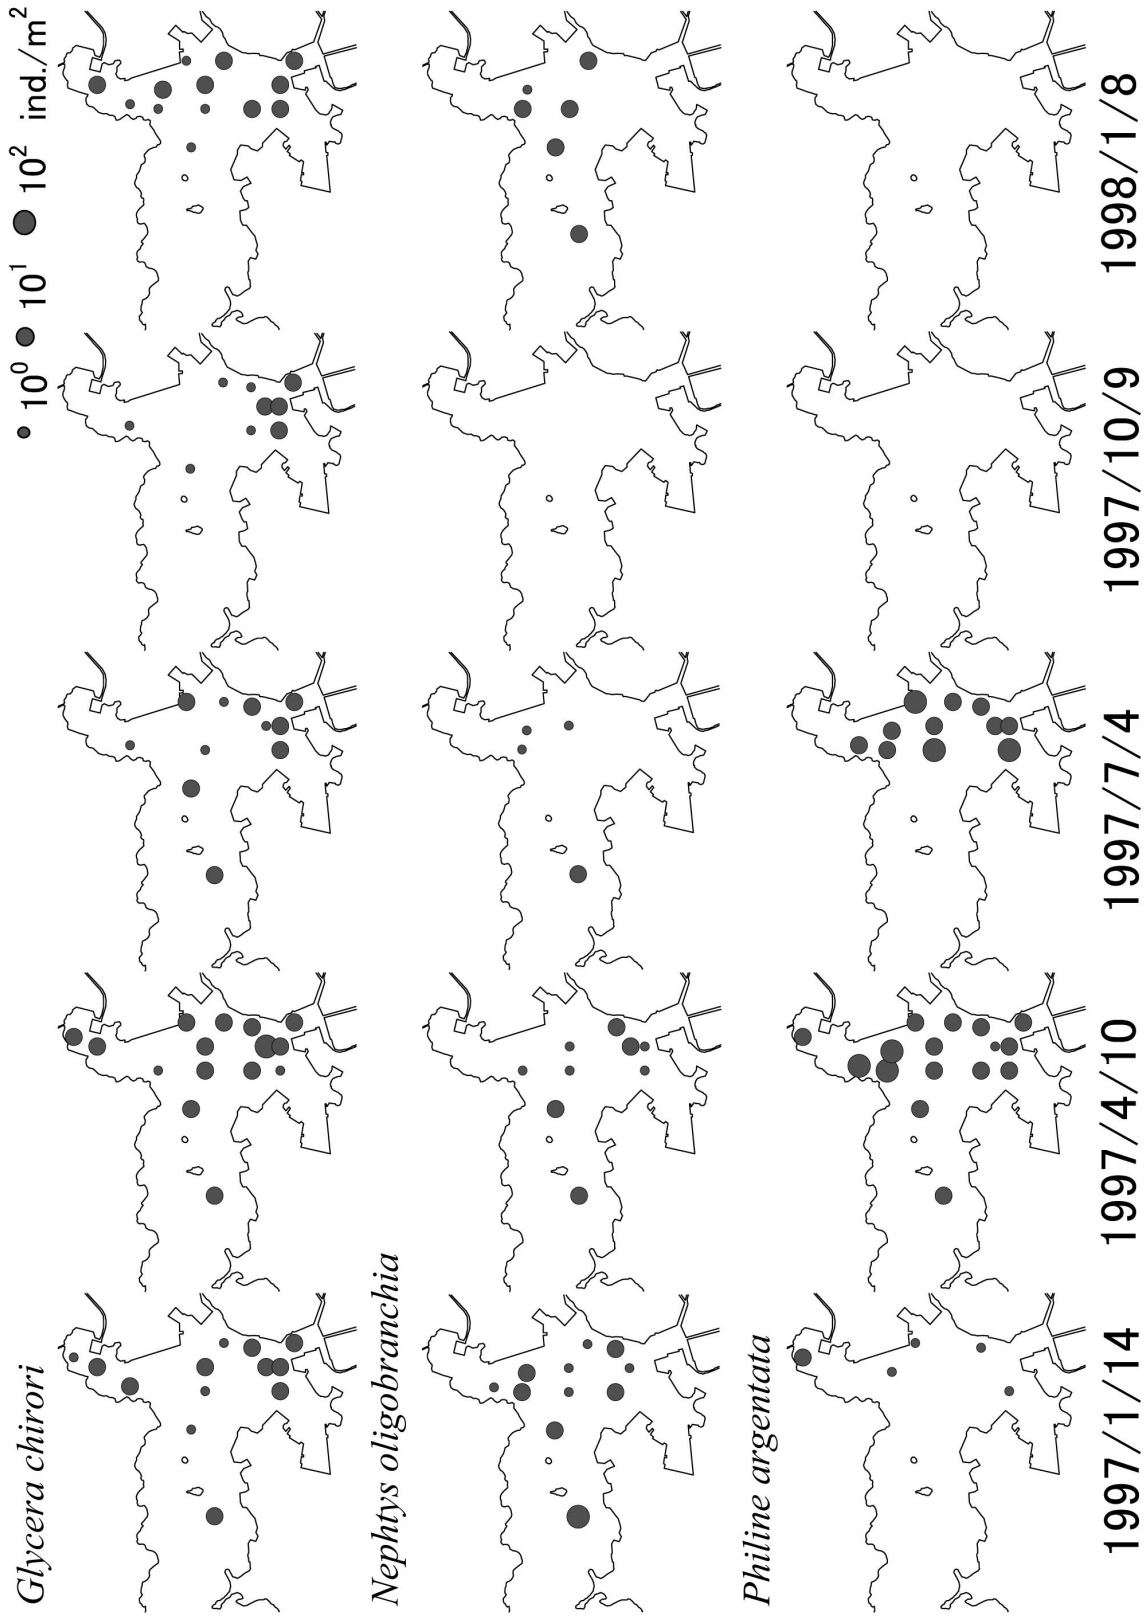 Glycera chirori
10⁰ 10¹ 10² ind./m²
Nephtys oligobranchia
Philine argentata
1997/1/14 1997/4/10 1997/7/4 1997/10/9 1998/1/8